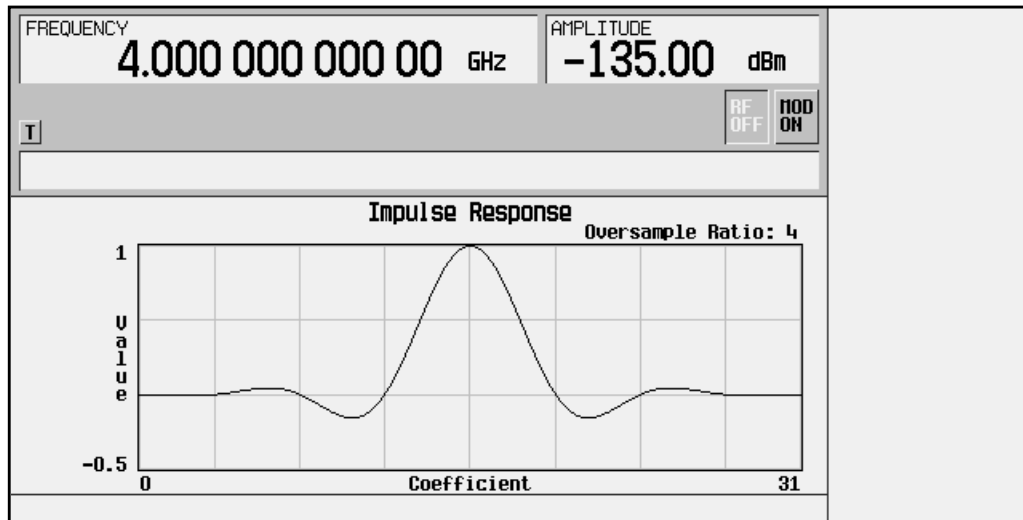 FREQUENCY
4.000 000 000 00 GHz
AMPLITUDE
-135.00 dBm
RF
OFF
MOD
ON
T
Impulse Response
Oversample Ratio: 4
1
Value
-0.5
0
Coefficient
31